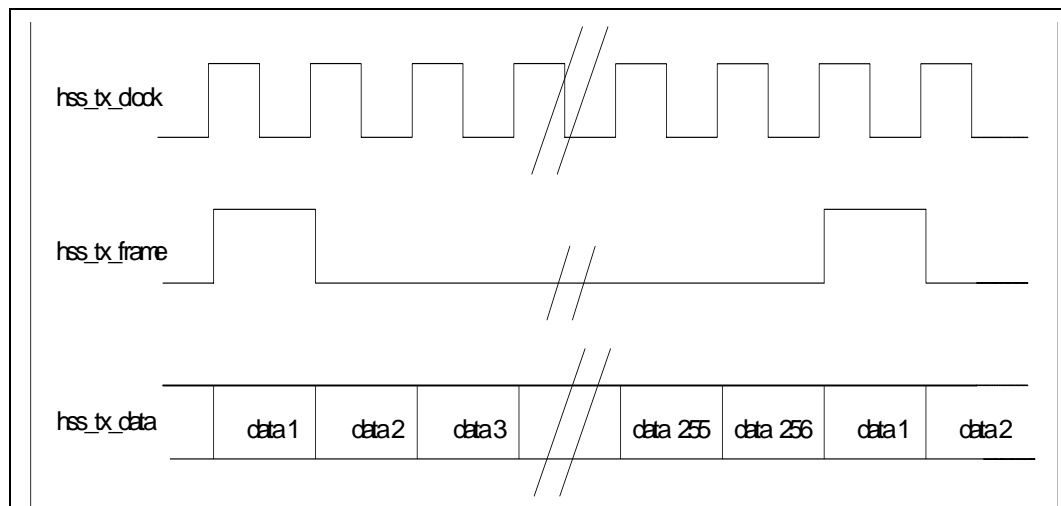 hss_tx_clock
hss_tx_frame
hss_tx_data
data 1 data 2 data 3 data 255 data 256 data 1 data 2